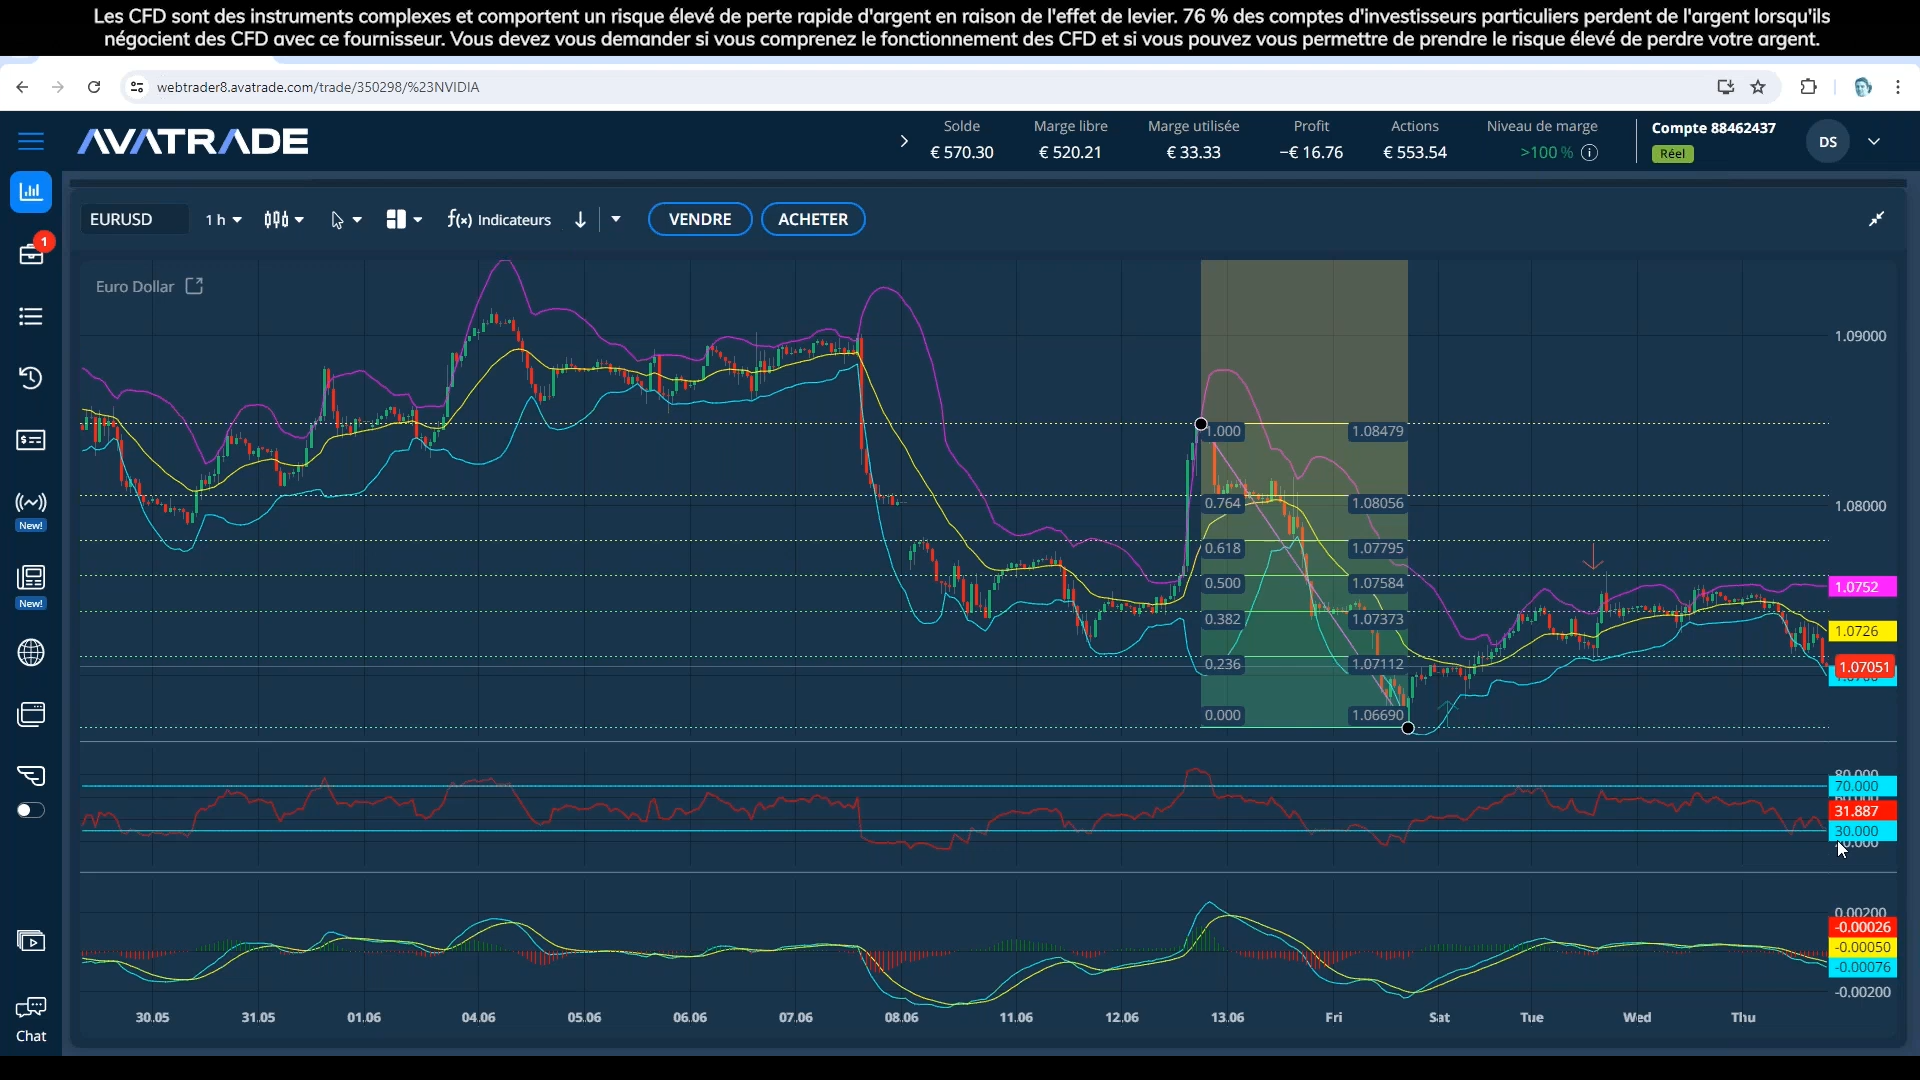 Les CFD sont des instruments complexes et comportent un risque élevé de perte rapide d'argent en raison de l'effet de levier. 76 % des comptes d'investisseurs particuliers perdent de l'argent lorsqu'ils
négocient des CFD avec ce fournisseur. Vous devez vous demander si vous comprenez le fonctionnement des CFD et si vous pouvez vous permettre de prendre le risque élevé de perdre votre argent.
webtrader8.avatrade.com/trade/350298/%23NVIDIA
AVATRADE
Solde Marge libre Marge utilisée Profit Actions Niveau de marge Compte 88462437
€ 570.30 € 520.21 € 33.33 −€ 16.76 € 553.54 >100 % Réel
DS
EURUSD 1 h f(x) Indicateurs VENDRE ACHETER
1
Euro Dollar
1.09000
1.000 1.08479
0.764 1.08056
1.08000
New!
0.618 1.07795
0.500 1.07584
1.0752
New!
0.382 1.07373
1.0726
0.236 1.07112
1.07051
0.000 1.06690
80.000
70.000
31.887
30.000
0.00200
-0.00026
-0.00050
-0.00076
-0.00200
30.05 31.05 01.06 04.06 05.06 06.06 07.06 08.06 11.06 12.06 13.06 Fri Sat Tue Wed Thu
Chat